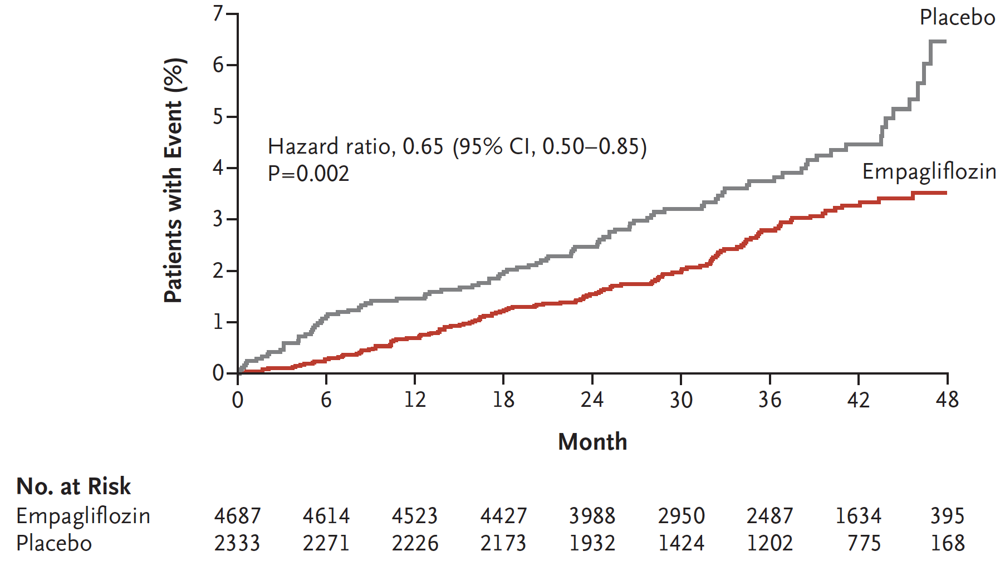 Placebo
Empagliflozin
Hazard ratio, 0.65 (95% CI, 0.50–0.85)
P=0.002
Patients with Event (%)
7
6
5
4
3
2
1
0
0 6 12 18 24 30 36 42 48
Month
No. at Risk
Empagliflozin 4687 4614 4523 4427 3988 2950 2487 1634 395
Placebo 2333 2271 2226 2173 1932 1424 1202 775 168